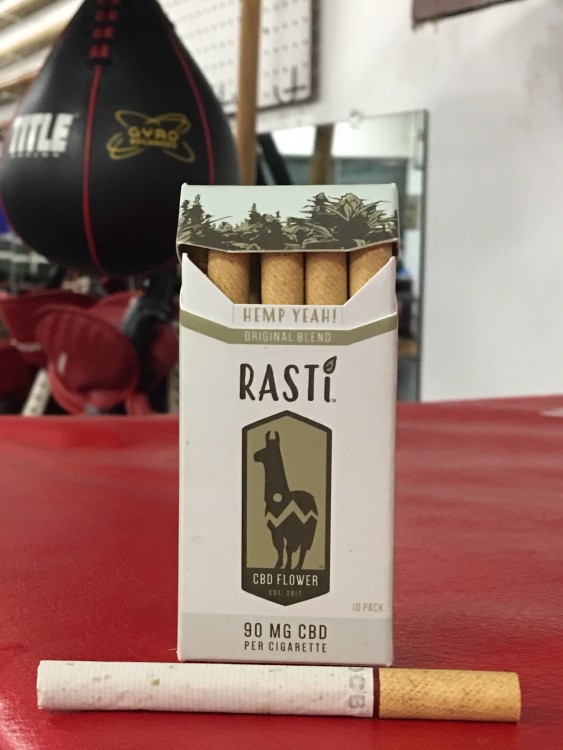 TITLE
GYRO
HEMP YEAH!
ORIGINAL BLEND
RASTi
CBD FLOWER
EST. 2017
10 PACK
90 MG CBD
PER CIGARETTE
OCB